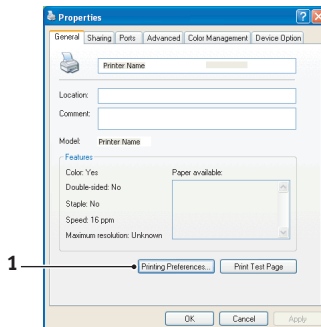 Properties
General Sharing Ports Advanced Color Management Device Option
Printer Name
Location:
Comment:
Model: Printer Name
Features
Color: Yes Paper available:
Double-sided: No
Staple: No
Speed: 16 ppm
Maximum resolution: Unknown
1
Printing Preferences... Print Test Page
OK Cancel Apply